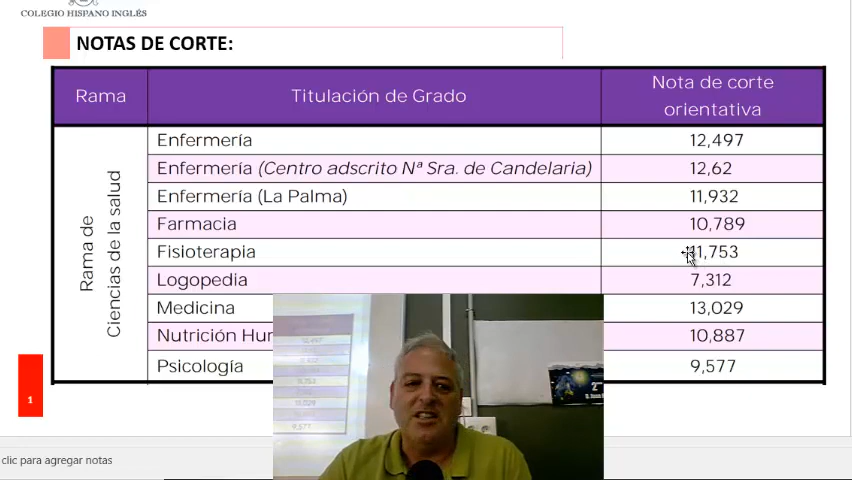 COLEGIO HISPANO INGLÉS
NOTAS DE CORTE:
Rama Titulación de Grado Nota de corte orientativa
Rama de Ciencias de la salud
Enfermería 12,497
Enfermería (Centro adscrito Nª Sra. de Candelaria) 12,62
Enfermería (La Palma) 11,932
Farmacia 10,789
Fisioterapia 11,753
Logopedia 7,312
Medicina 13,029
Nutrición Hu 10,887
Psicología 9,577
1
clic para agregar notas